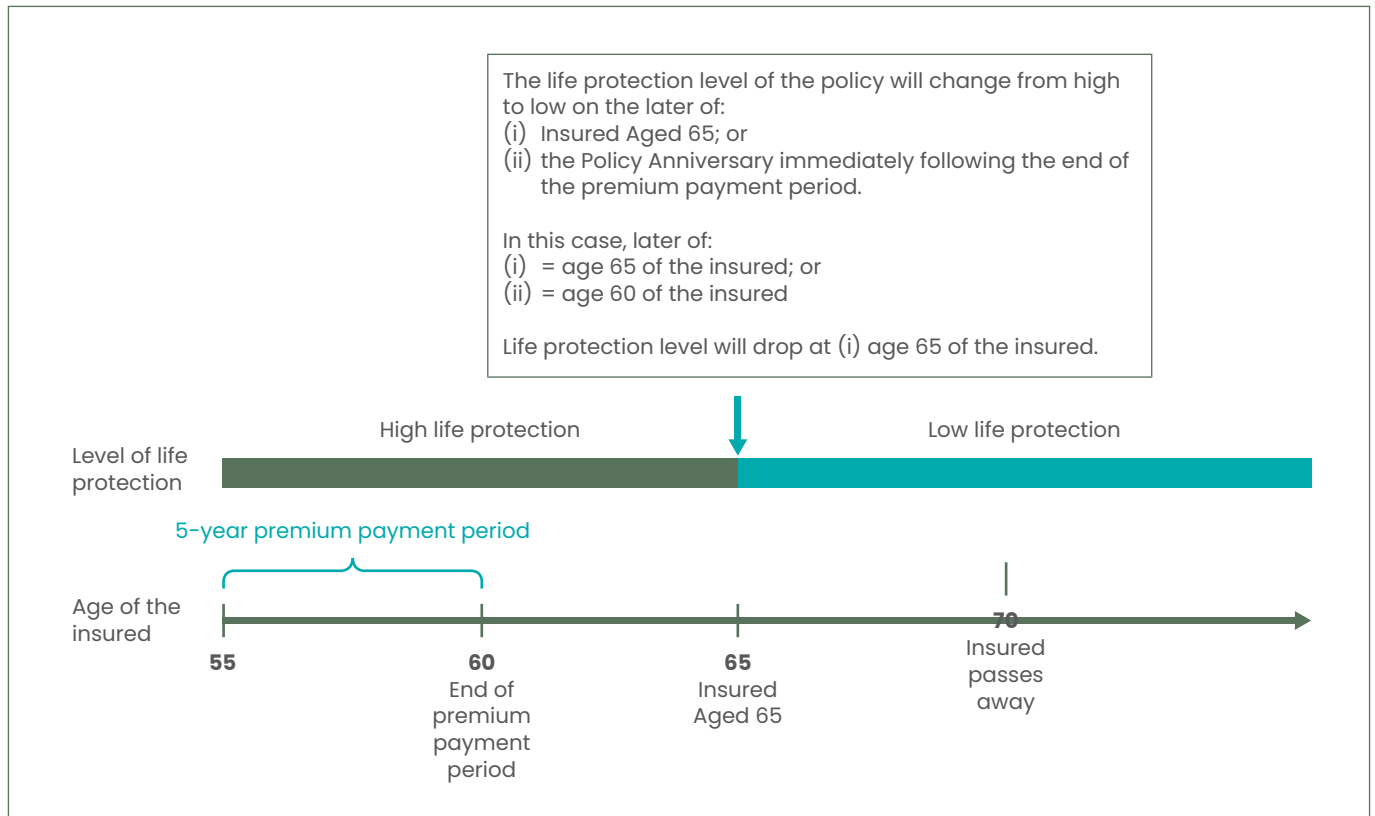 The life protection level of the policy will change from high
to low on the later of:
(i) Insured Aged 65; or
(ii) the Policy Anniversary immediately following the end of
the premium payment period.
In this case, later of:
(i) = age 65 of the insured; or
(ii) = age 60 of the insured
Life protection level will drop at (i) age 65 of the insured.
High life protection
Low life protection
Level of life
protection
5-year premium payment period
Age of the
insured
55
60
End of
premium
payment
period
65
Insured
Aged 65
70
Insured
passes
away